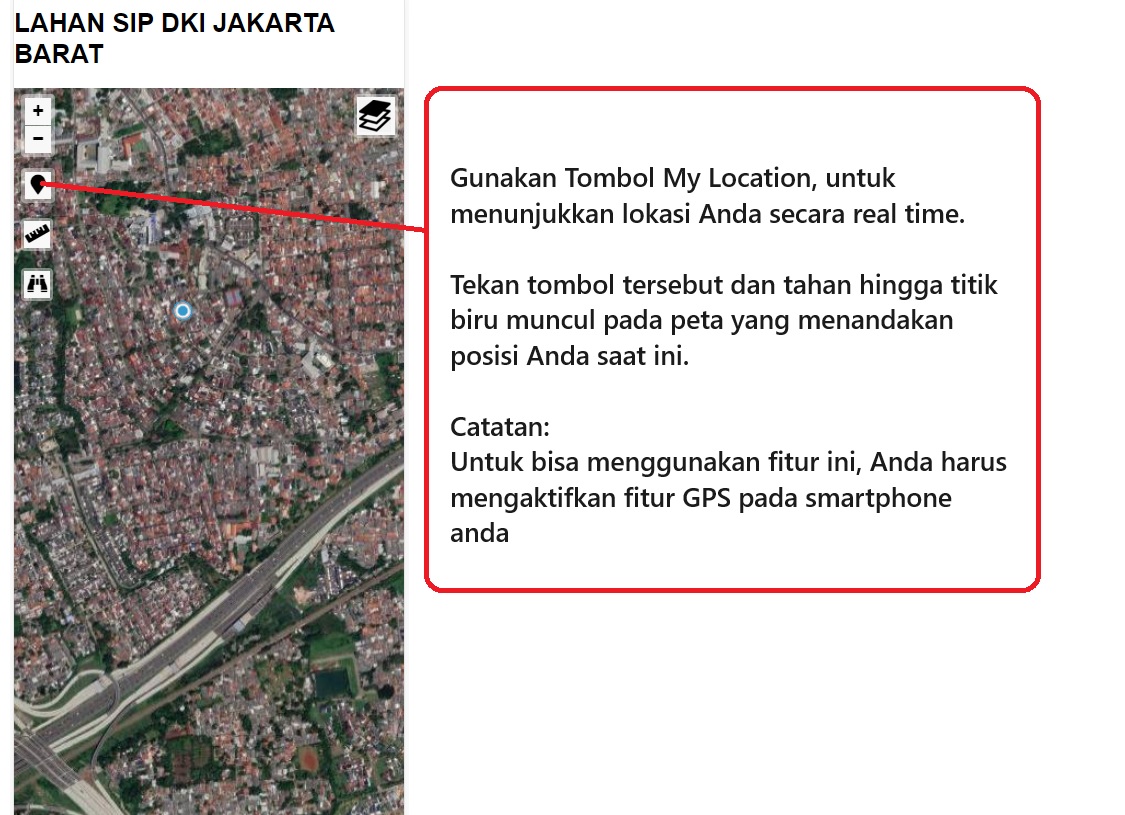 LAHAN SIP DKI JAKARTA
BARAT
+
−
Gunakan Tombol My Location, untuk
menunjukkan lokasi Anda secara real time.
Tekan tombol tersebut dan tahan hingga titik
biru muncul pada peta yang menandakan
posisi Anda saat ini.
Catatan:
Untuk bisa menggunakan fitur ini, Anda harus
mengaktifkan fitur GPS pada smartphone
anda